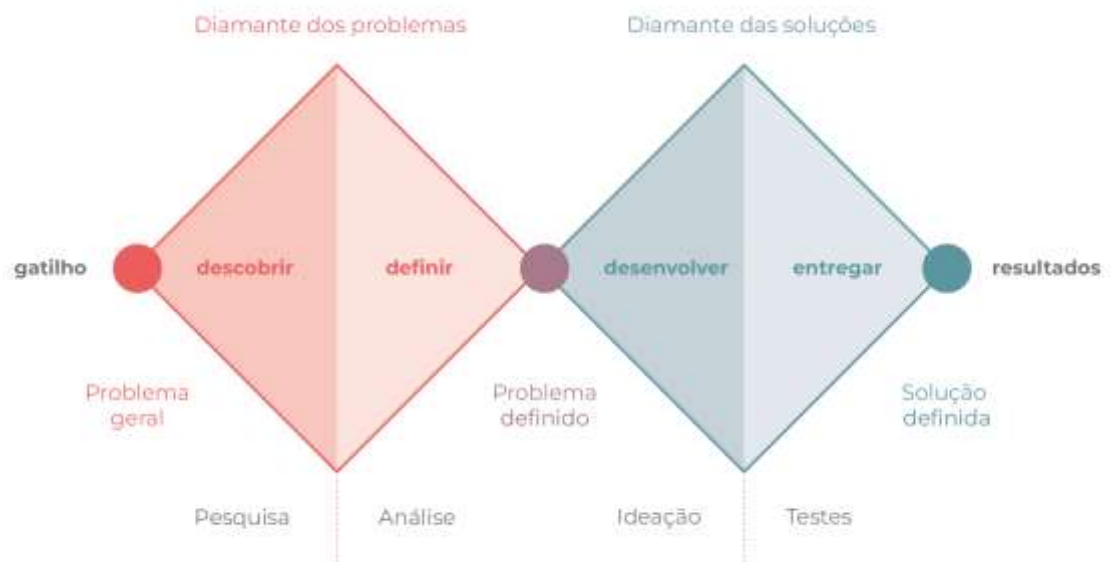 Diamante dos problemas
Diamante das soluções
gatilho
descobrir
definir
desenvolver
entregar
resultados
Problema
geral
Problema
definido
Solução
definida
Pesquisa
Análise
Ideação
Testes